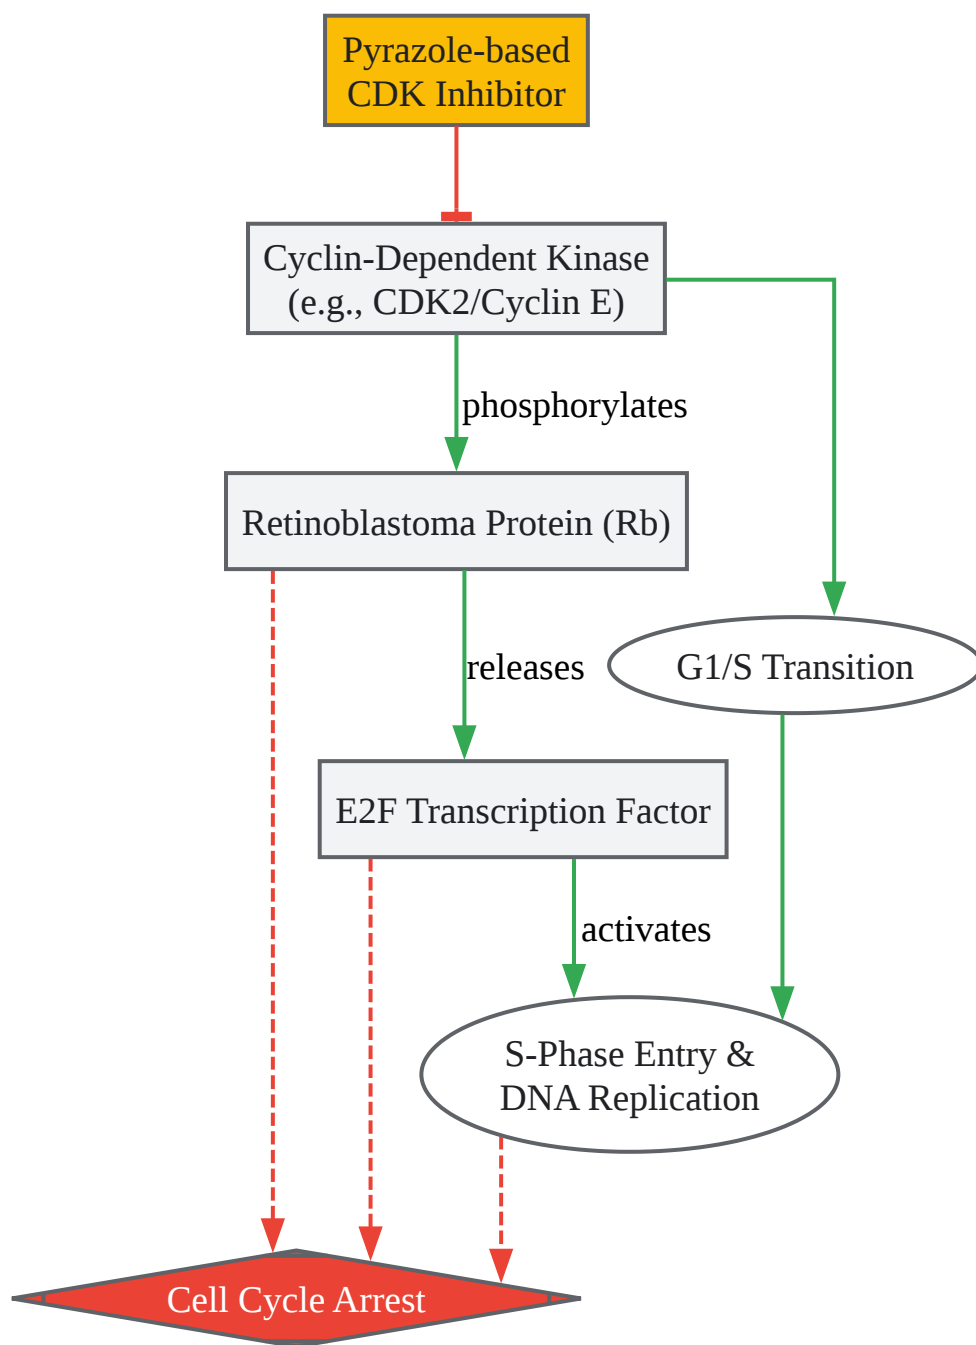 Pyrazole-based
CDK Inhibitor
Cyclin-Dependent Kinase
(e.g., CDK2/Cyclin E)
phosphorylates
Retinoblastoma Protein (Rb)
releases
G1/S Transition
E2F Transcription Factor
activates
S-Phase Entry &
DNA Replication
Cell Cycle Arrest